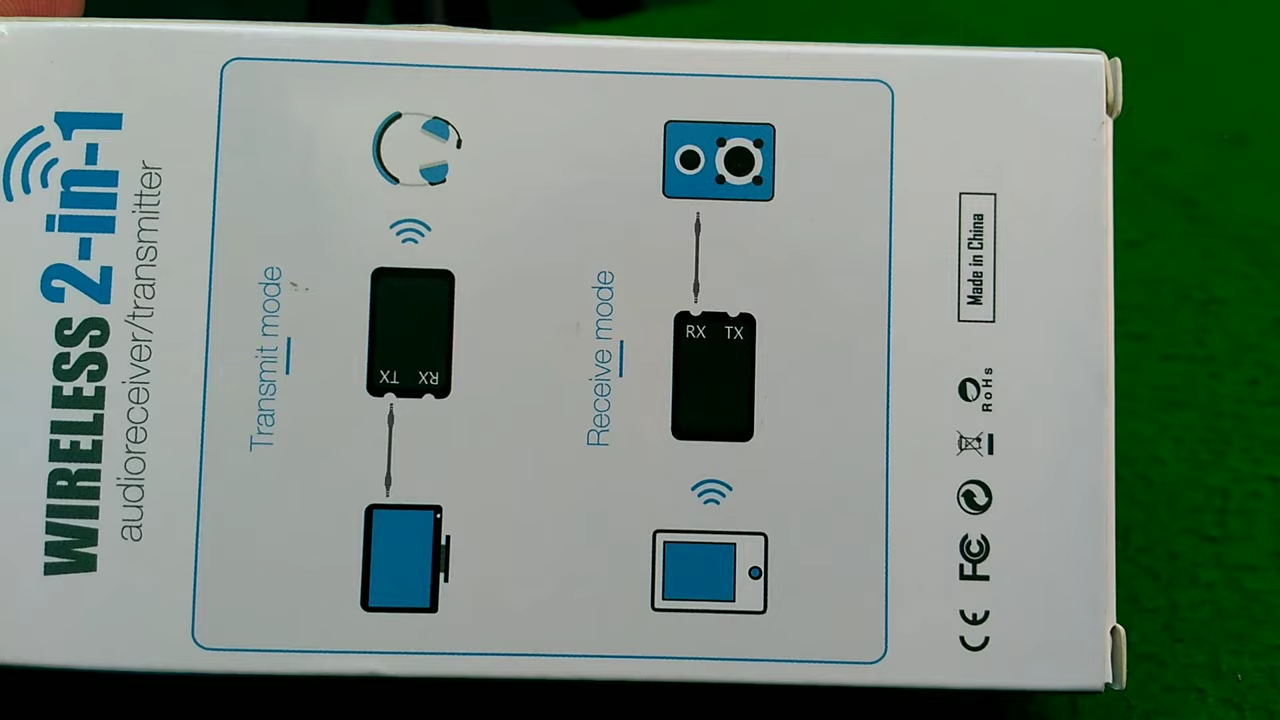 WIRELESS 2-in-1
audioreceiver/transmitter
Transmit mode
TX RX
Receive mode
RX TX
CE FC RoHs Made in China